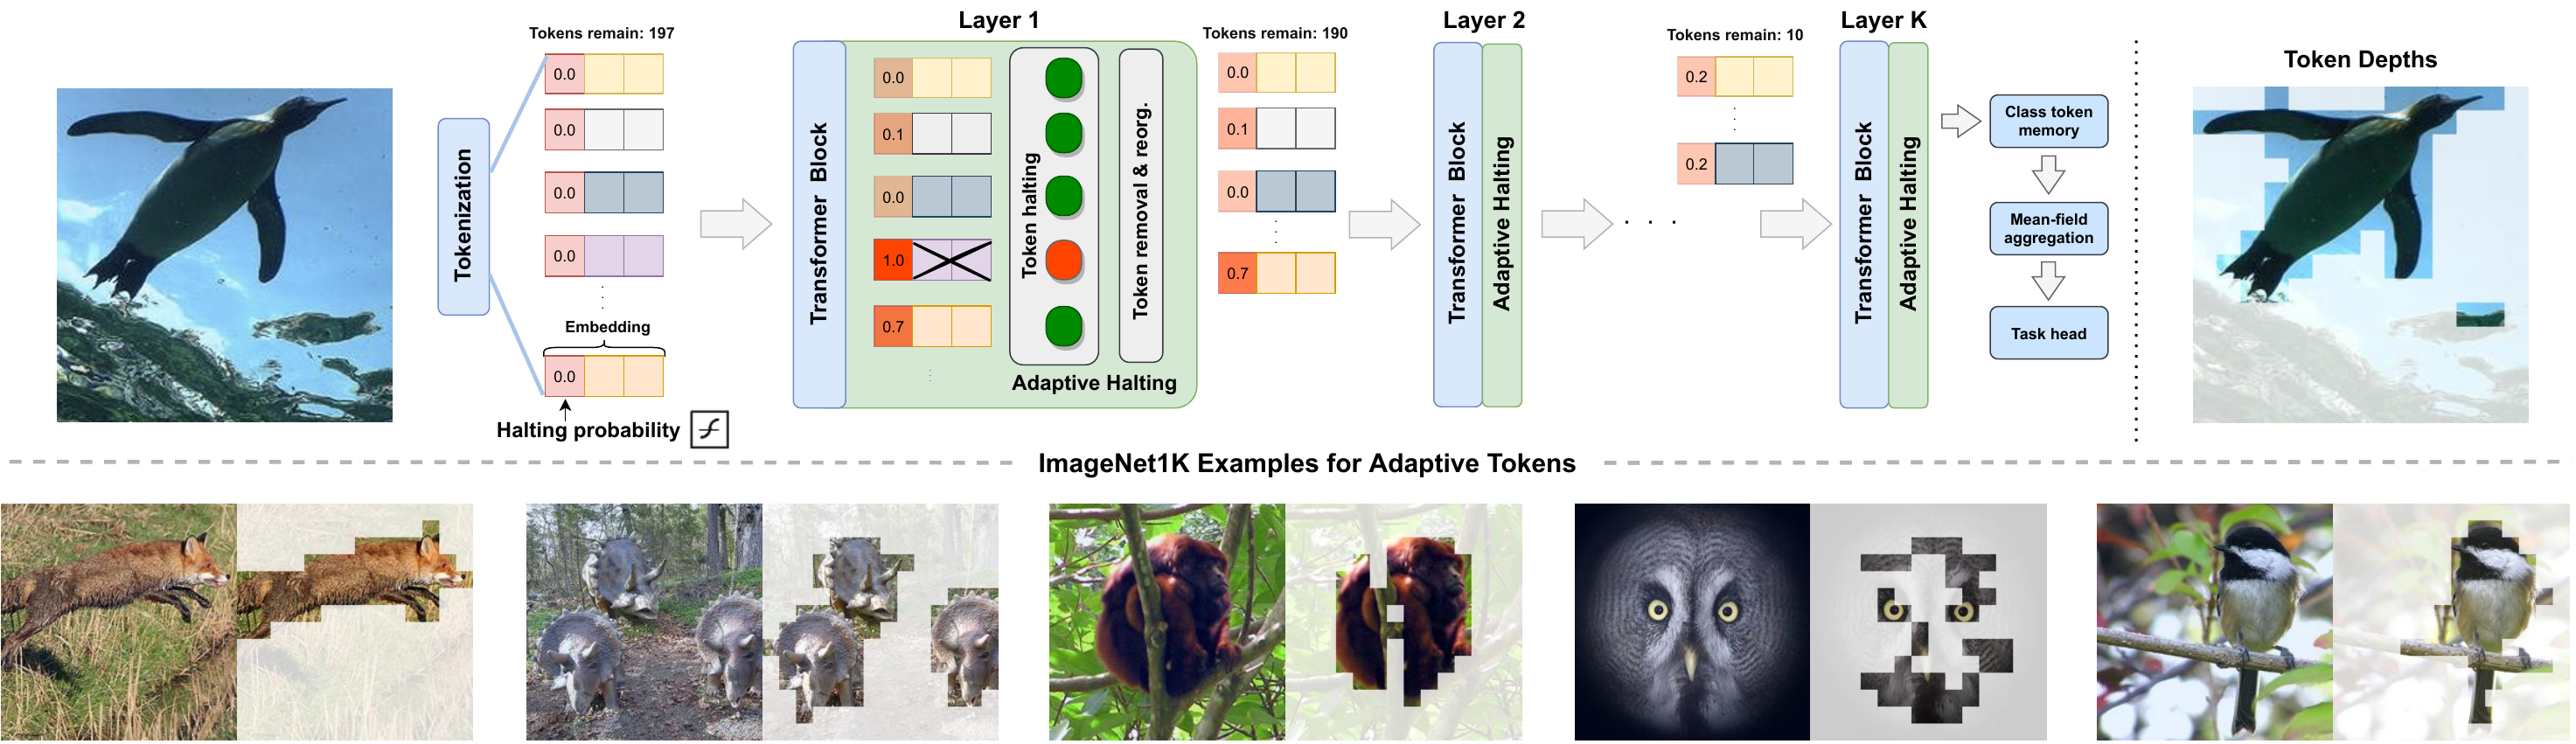 Tokens remain: 197
0.0
0.0
0.0
0.0
Embedding
0.0
Halting probability
Tokenization
Layer 1
Transformer Block
0.0
0.1
0.0
1.0
0.7
Token halting
Token removal & reorg.
Adaptive Halting
Tokens remain: 190
0.0
0.1
0.0
0.7
Layer 2
Transformer Block
Adaptive Halting
Tokens remain: 10
0.2
0.2
Layer K
Transformer Block
Adaptive Halting
Class token
memory
Mean-field
aggregation
Task head
Token Depths
ImageNet1K Examples for Adaptive Tokens